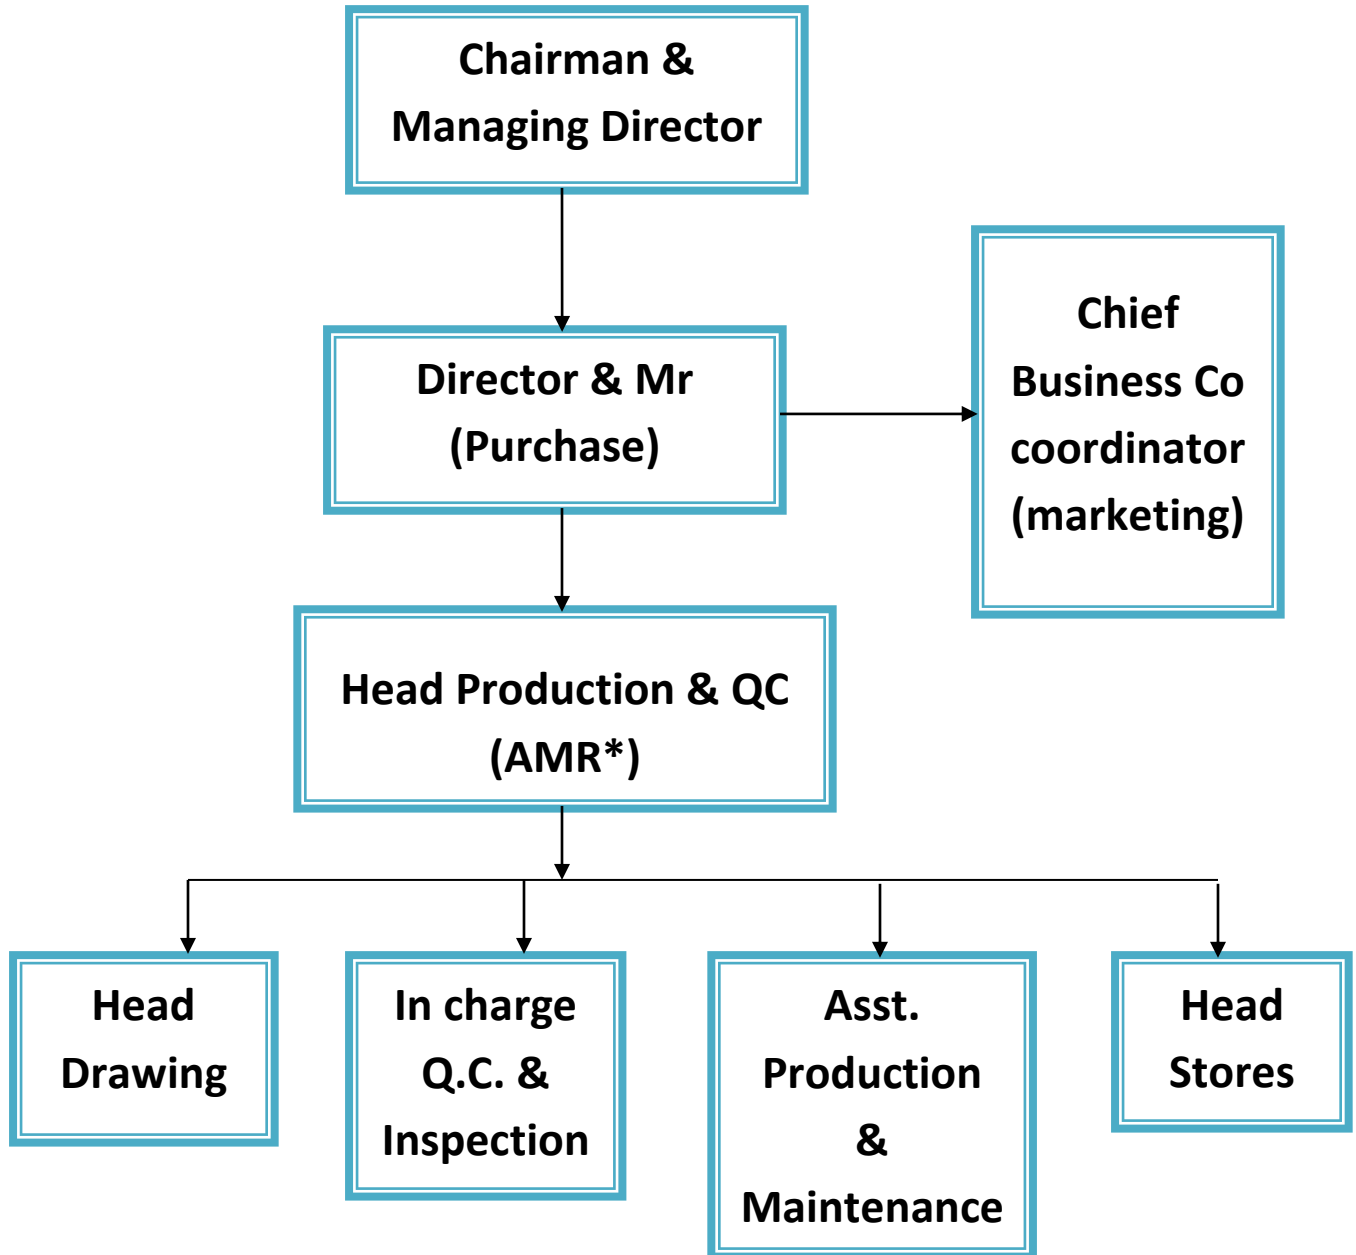 Chairman &
Managing Director
Director & Mr
(Purchase)
Chief
Business Co
coordinator
(marketing)
Head Production & QC
(AMR*)
Head
Drawing
In charge
Q.C. &
Inspection
Asst.
Production
&
Maintenance
Head
Stores